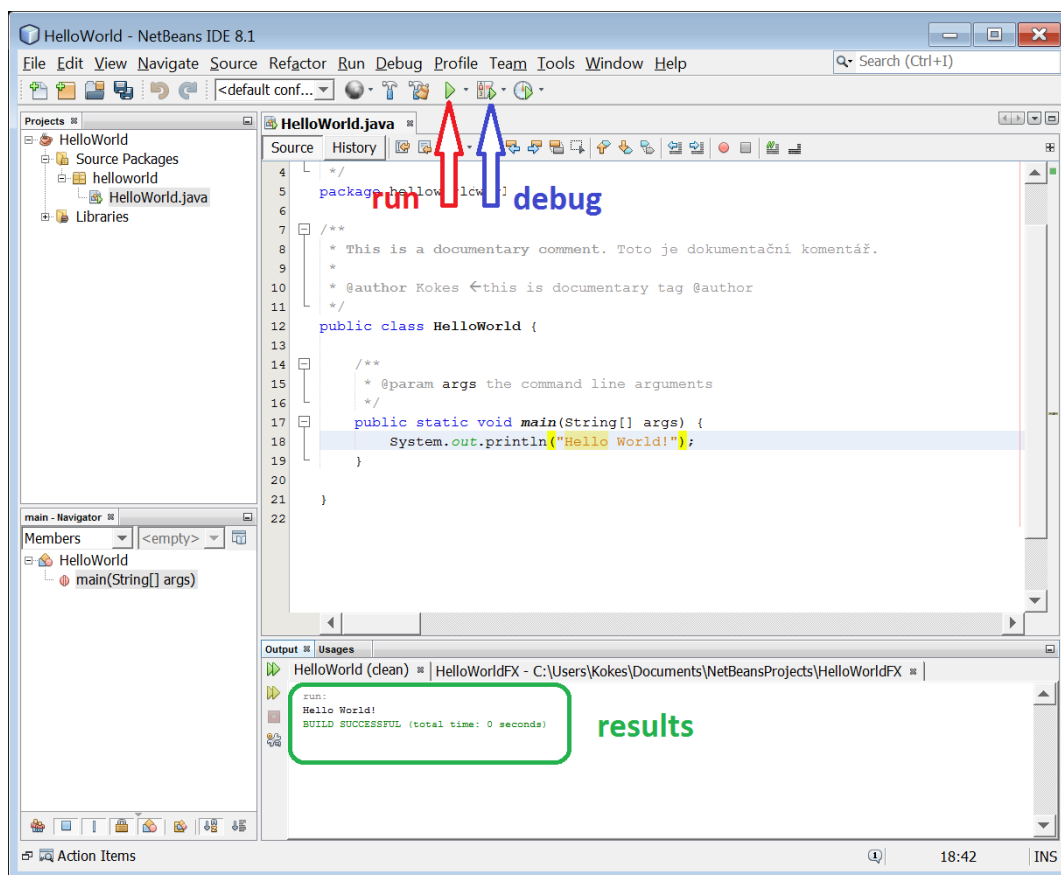 HelloWorld - NetBeans IDE 8.1
File Edit View Navigate Source Refactor Run Debug Profile Team Tools Window Help
Search (Ctrl+I)
<default conf...
Projects
HelloWorld
Source Packages
helloworld
HelloWorld.java
Libraries
HelloWorld.java
Source History
run
debug
4 */
5 package
6
7 /**
8 * This is a documentary comment. Toto je dokumentační komentář.
9 *
10 * @author Kokes ←this is documentary tag @author
11 */
12 public class HelloWorld {
13
14 /**
15 * @param args the command line arguments
16 */
17 public static void main(String[] args) {
18 System.out.println("Hello World!");
19 }
20
21 }
22
main - Navigator
Members <empty>
HelloWorld
main(String[] args)
Output Usages
HelloWorld (clean) HelloWorldFX - C:\Users\Kokes\Documents\NetBeansProjects\HelloWorldFX
run:
Hello World!
BUILD SUCCESSFUL (total time: 0 seconds)
results
Action Items
1
18:42 INS